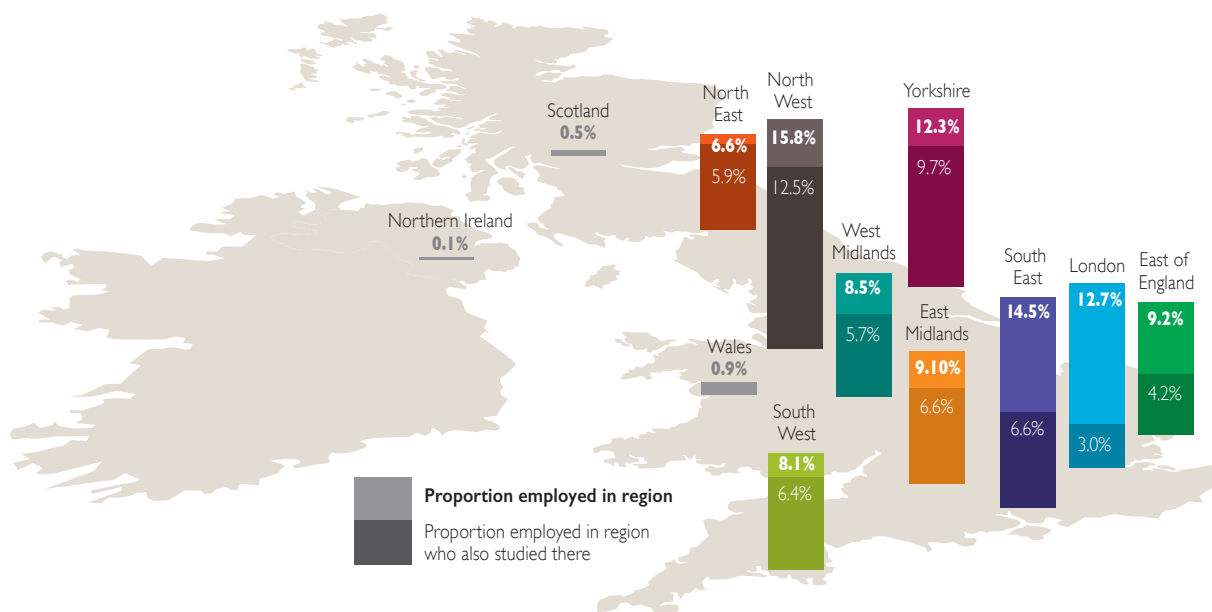 Scotland
0.5%
Northern Ireland
0.1%
North
East
6.6%
5.9%
North
West
15.8%
12.5%
Yorkshire
12.3%
9.7%
West
Midlands
8.5%
5.7%
East
Midlands
9.10%
6.6%
South
East
14.5%
6.6%
London
12.7%
3.0%
East of
England
9.2%
4.2%
Wales
0.9%
South
West
8.1%
6.4%
Proportion employed in region
Proportion employed in region
who also studied there